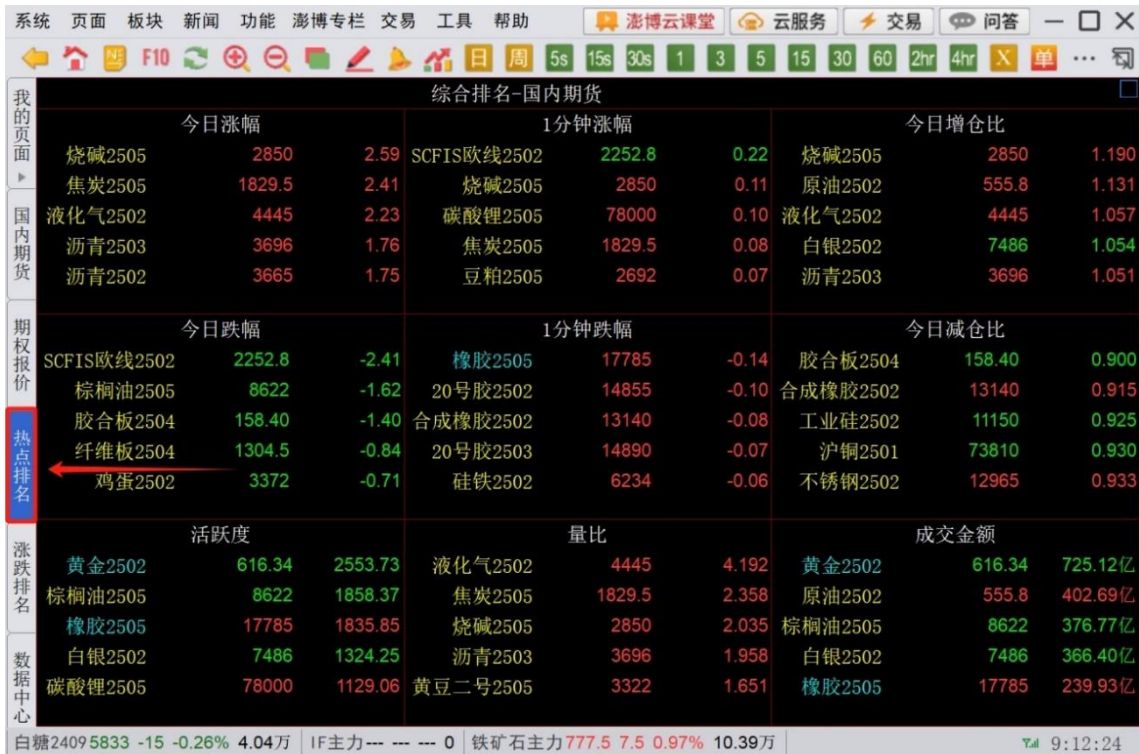 系统 页面 板块 新闻 功能 澎博专栏 交易 工具 帮助 澎博云课堂 云服务 交易 问答
F10 日 周 5s 15s 30s 1 3 5 15 30 60 2hr 4hr X 单 ···
我的页面
国内期货
期权报价
热点排名
涨跌排名
数据中心
综合排名-国内期货
今日涨幅 1分钟涨幅 今日增仓比
烧碱2505 2850 2.59 SCFIS欧线2502 2252.8 0.22 烧碱2505 2850 1.190
焦炭2505 1829.5 2.41 烧碱2505 2850 0.11 原油2502 555.8 1.131
液化气2502 4445 2.23 碳酸锂2505 78000 0.10 液化气2502 4445 1.057
沥青2503 3696 1.76 焦炭2505 1829.5 0.08 白银2502 7486 1.054
沥青2502 3665 1.75 豆粕2505 2692 0.07 沥青2503 3696 1.051
今日跌幅 1分钟跌幅 今日减仓比
SCFIS欧线2502 2252.8 -2.41 橡胶2505 17785 -0.14 胶合板2504 158.40 0.900
棕榈油2505 8622 -1.62 20号胶2502 14855 -0.10 合成橡胶2502 13140 0.915
胶合板2504 158.40 -1.40 合成橡胶2502 13140 -0.08 工业硅2502 11150 0.925
纤维板2504 1304.5 -0.84 20号胶2503 14890 -0.07 沪铜2501 73810 0.930
鸡蛋2502 3372 -0.71 硅铁2502 6234 -0.06 不锈钢2502 12965 0.933
活跃度 量比 成交金额
黄金2502 616.34 2553.73 液化气2502 4445 4.192 黄金2502 616.34 725.12亿
棕榈油2505 8622 1858.37 焦炭2505 1829.5 2.358 原油2502 555.8 402.69亿
橡胶2505 17785 1835.85 烧碱2505 2850 2.035 棕榈油2505 8622 376.77亿
白银2502 7486 1324.25 沥青2503 3696 1.958 白银2502 7486 366.40亿
碳酸锂2505 78000 1129.06 黄豆二号2505 3322 1.651 橡胶2505 17785 239.93亿
白糖2409 5833 -15 -0.26% 4.04万 IF主力 --- --- --- 0 铁矿石主力 777.5 7.5 0.97% 10.39万 9:12:24